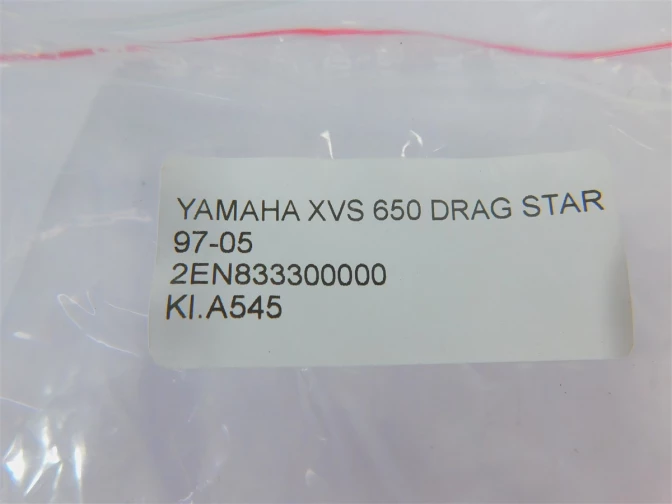 YAMAHA XVS 650 DRAG STAR
97-05
2EN833300000
KI.A545